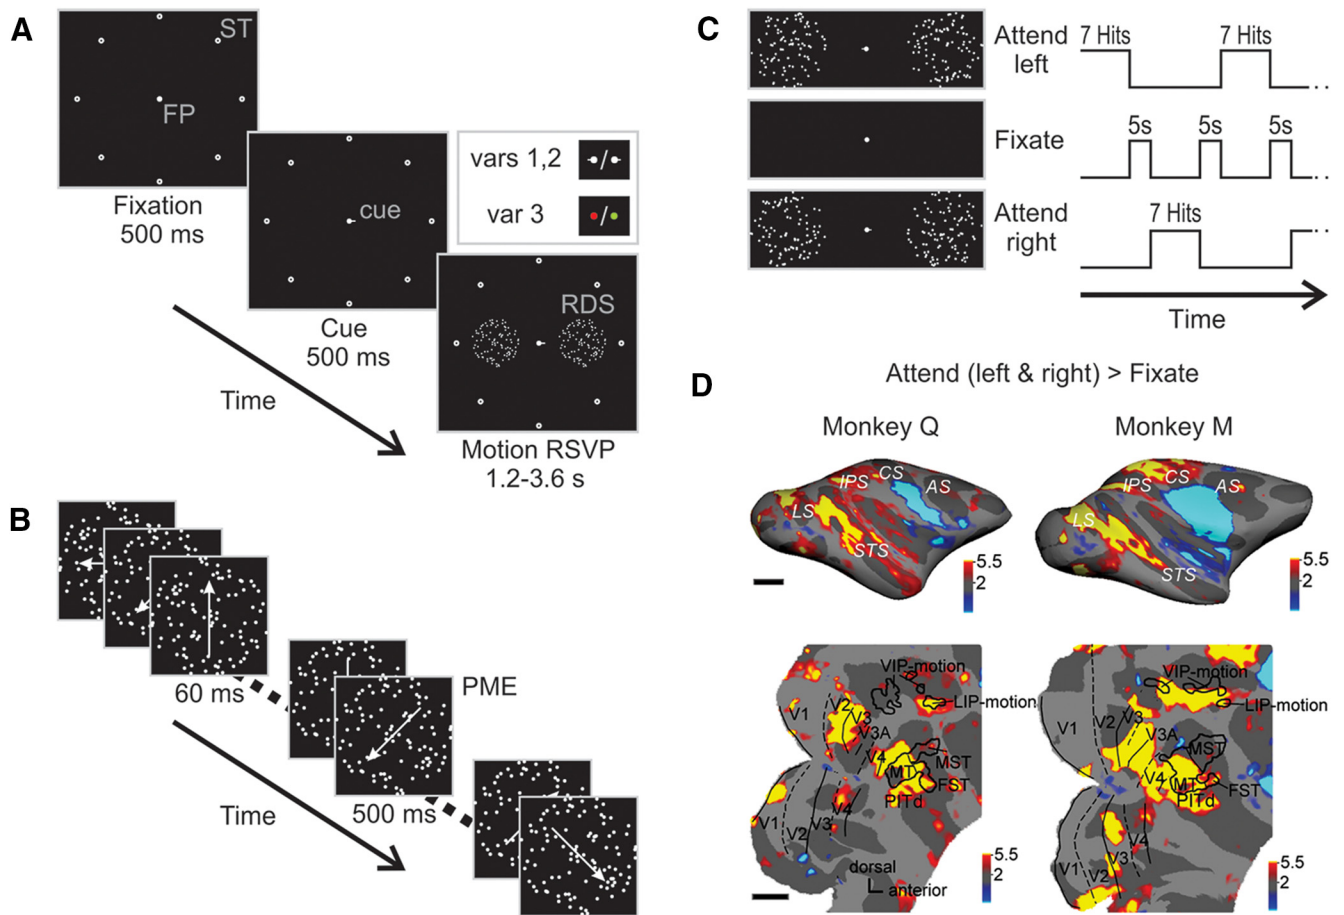 A
ST
FP
Fixation
500 ms
cue
Cue
500 ms
vars 1,2
/
var 3
/
RDS
Motion RSVP
1.2-3.6 s
Time
B
60 ms
PME
500 ms
Time
C
Attend
left
7 Hits
7 Hits
Fixate
5s
5s
5s
Attend
right
7 Hits
Time
D
Attend (left & right) > Fixate
Monkey Q
Monkey M
IPS
CS
AS
LS
STS
5.5
2
IPS
CS
AS
LS
STS
5.5
2
VIP-motion
LIP-motion
V1
V2
V3
V3A
V4
MT
MST
FST
PITd
V1
V2
V3
V4
dorsal
anterior
5.5
2
VIP-motion
LIP-motion
V1
V2
V3
V3A
V4
MT
MST
FST
PITd
V1
V2
V3
V4
5.5
2